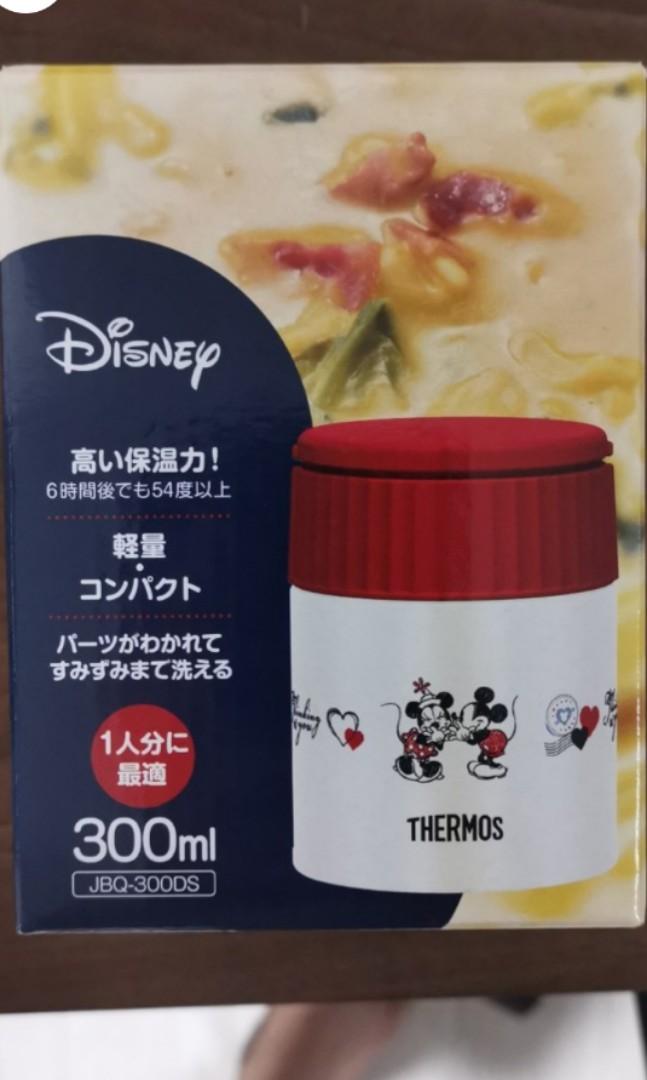 Disney
高い保温力!
6時間後でも54度以上
軽量
・
コンパクト
パーツがわかれて
すみずみまで洗える
1人分に
最適
300ml
JBQ-300DS
THERMOS